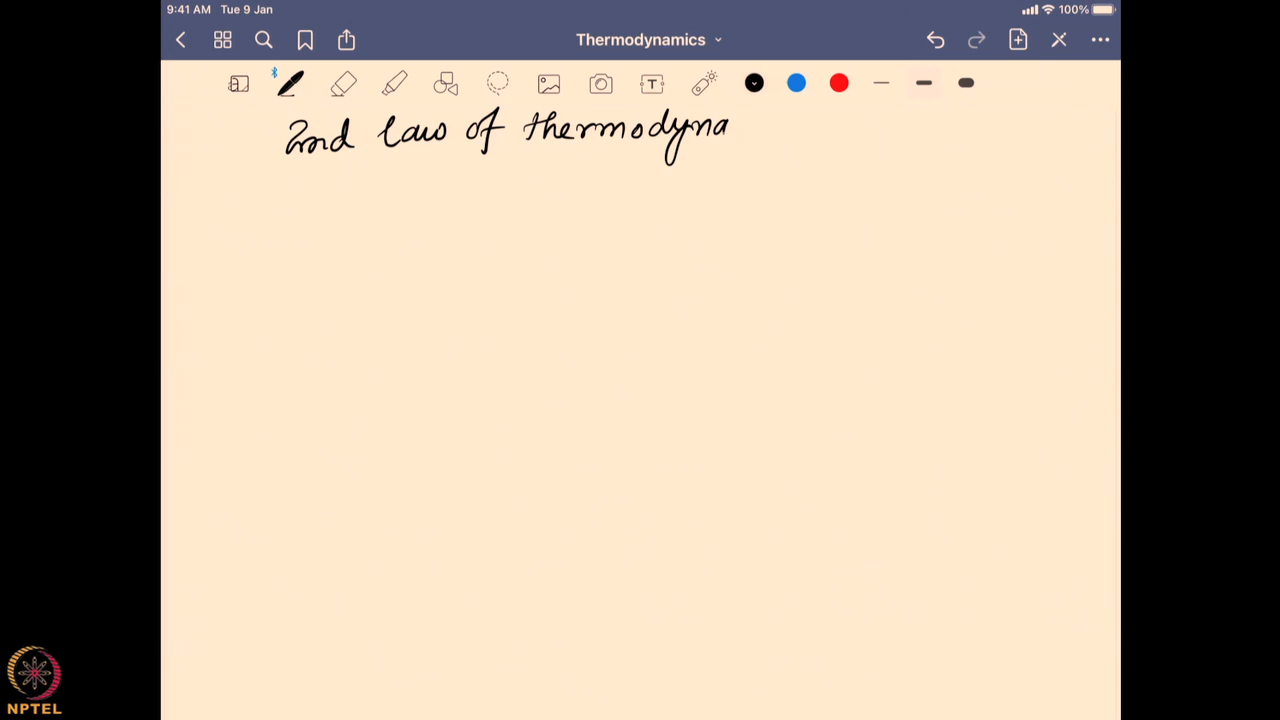 9:41 AM Tue 9 Jan 100%
Thermodynamics
T
2nd law of thermodyna
NPTEL